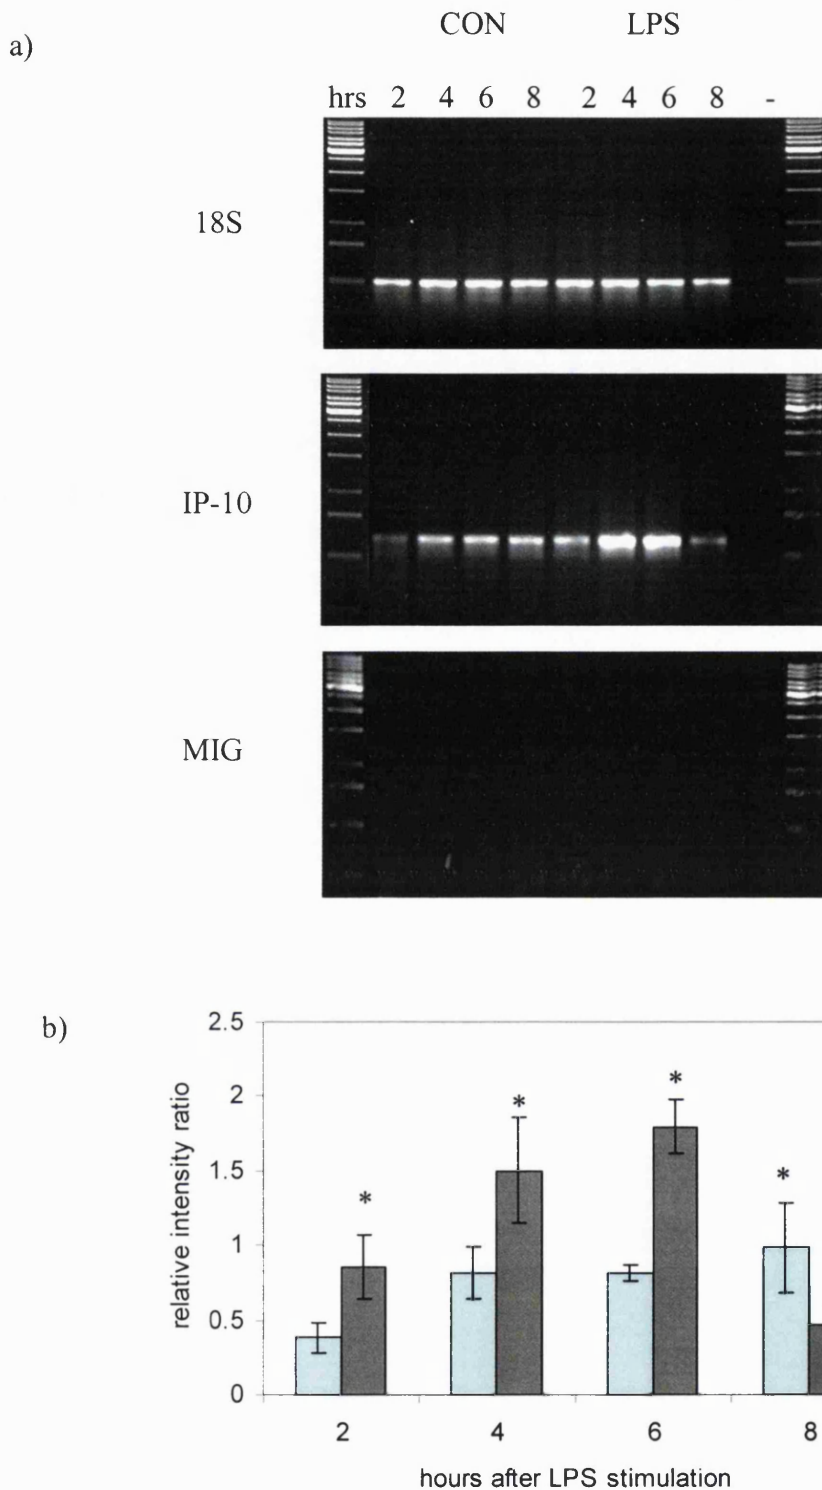 a)
CON LPS
hrs 2 4 6 8 2 4 6 8 -
18S
IP-10
MIG
b)
relative intensity ratio
2.5
2
1.5
1
0.5
0
* * * *
2 4 6 8
hours after LPS stimulation